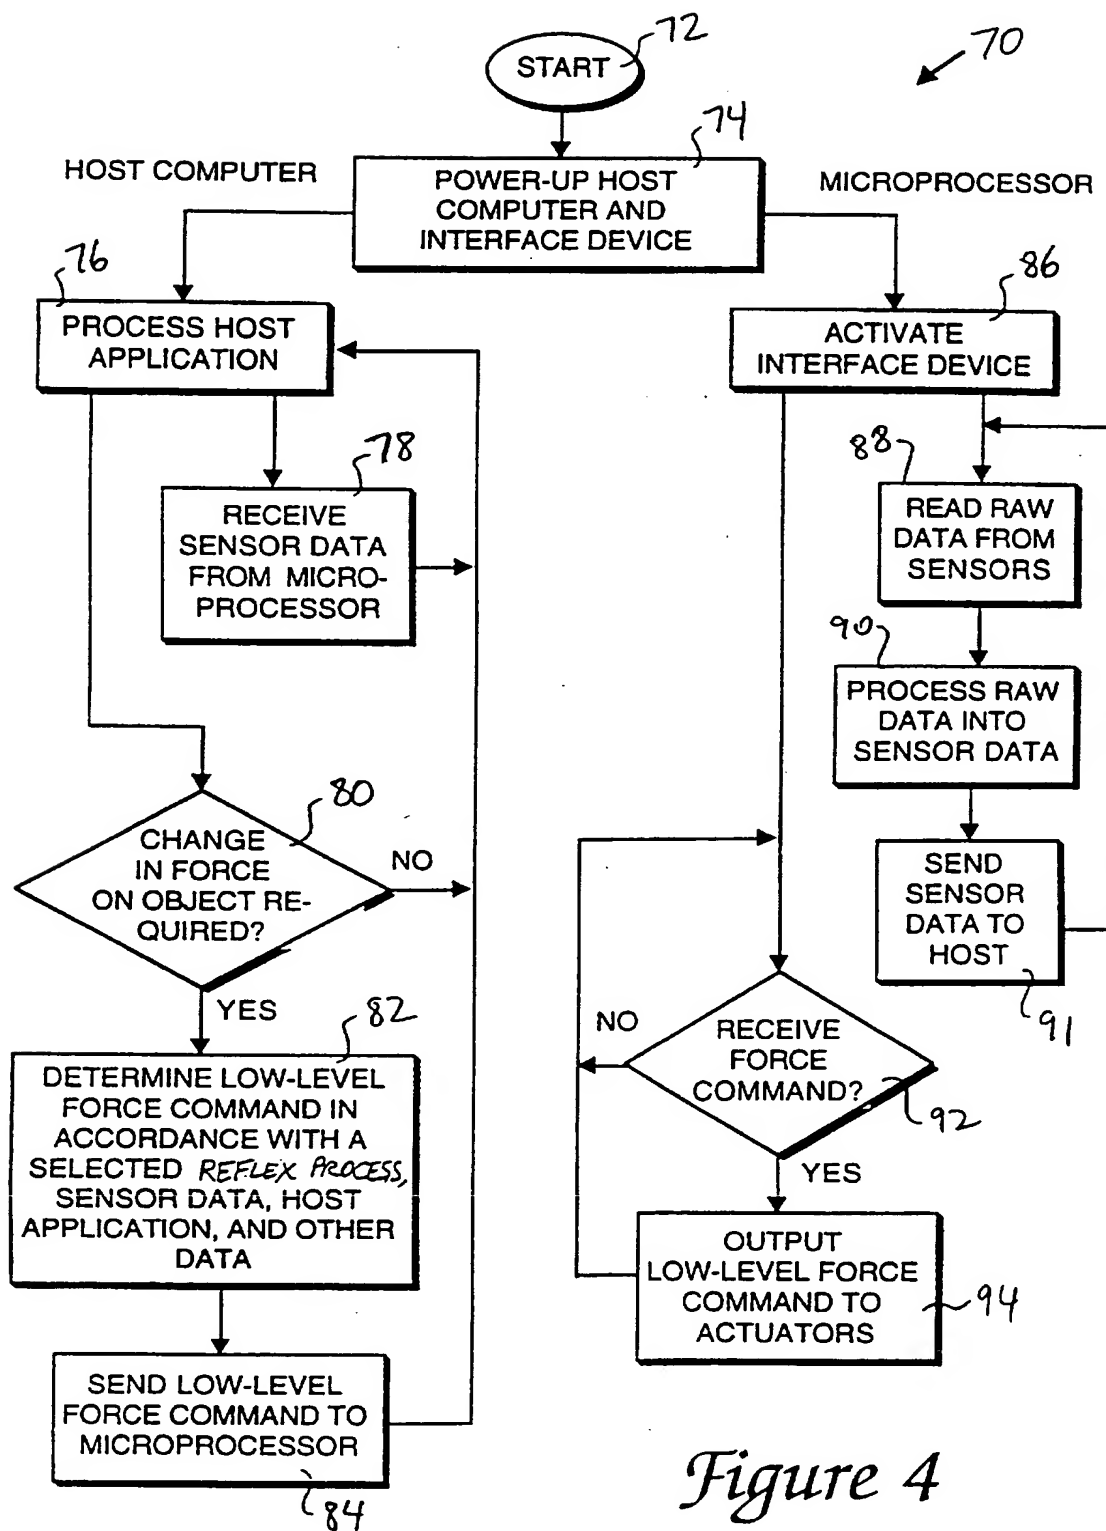 72
START
70
74
HOST COMPUTER
POWER-UP HOST
COMPUTER AND
INTERFACE DEVICE
MICROPROCESSOR
76
PROCESS HOST
APPLICATION
86
ACTIVATE
INTERFACE DEVICE
78
RECEIVE
SENSOR DATA
FROM MICRO-
PROCESSOR
88
READ RAW
DATA FROM
SENSORS
90
PROCESS RAW
DATA INTO
SENSOR DATA
80
CHANGE
IN FORCE
ON OBJECT RE-
QUIRED?
NO
YES
SEND
SENSOR
DATA TO
HOST
91
82
DETERMINE LOW-LEVEL
FORCE COMMAND IN
ACCORDANCE WITH A
SELECTED REFLEX PROCESS,
SENSOR DATA, HOST
APPLICATION, AND OTHER
DATA
NO
RECEIVE
FORCE
COMMAND?
92
YES
OUTPUT
LOW-LEVEL FORCE
COMMAND TO
ACTUATORS
94
SEND LOW-LEVEL
FORCE COMMAND TO
MICROPROCESSOR
84
Figure 4